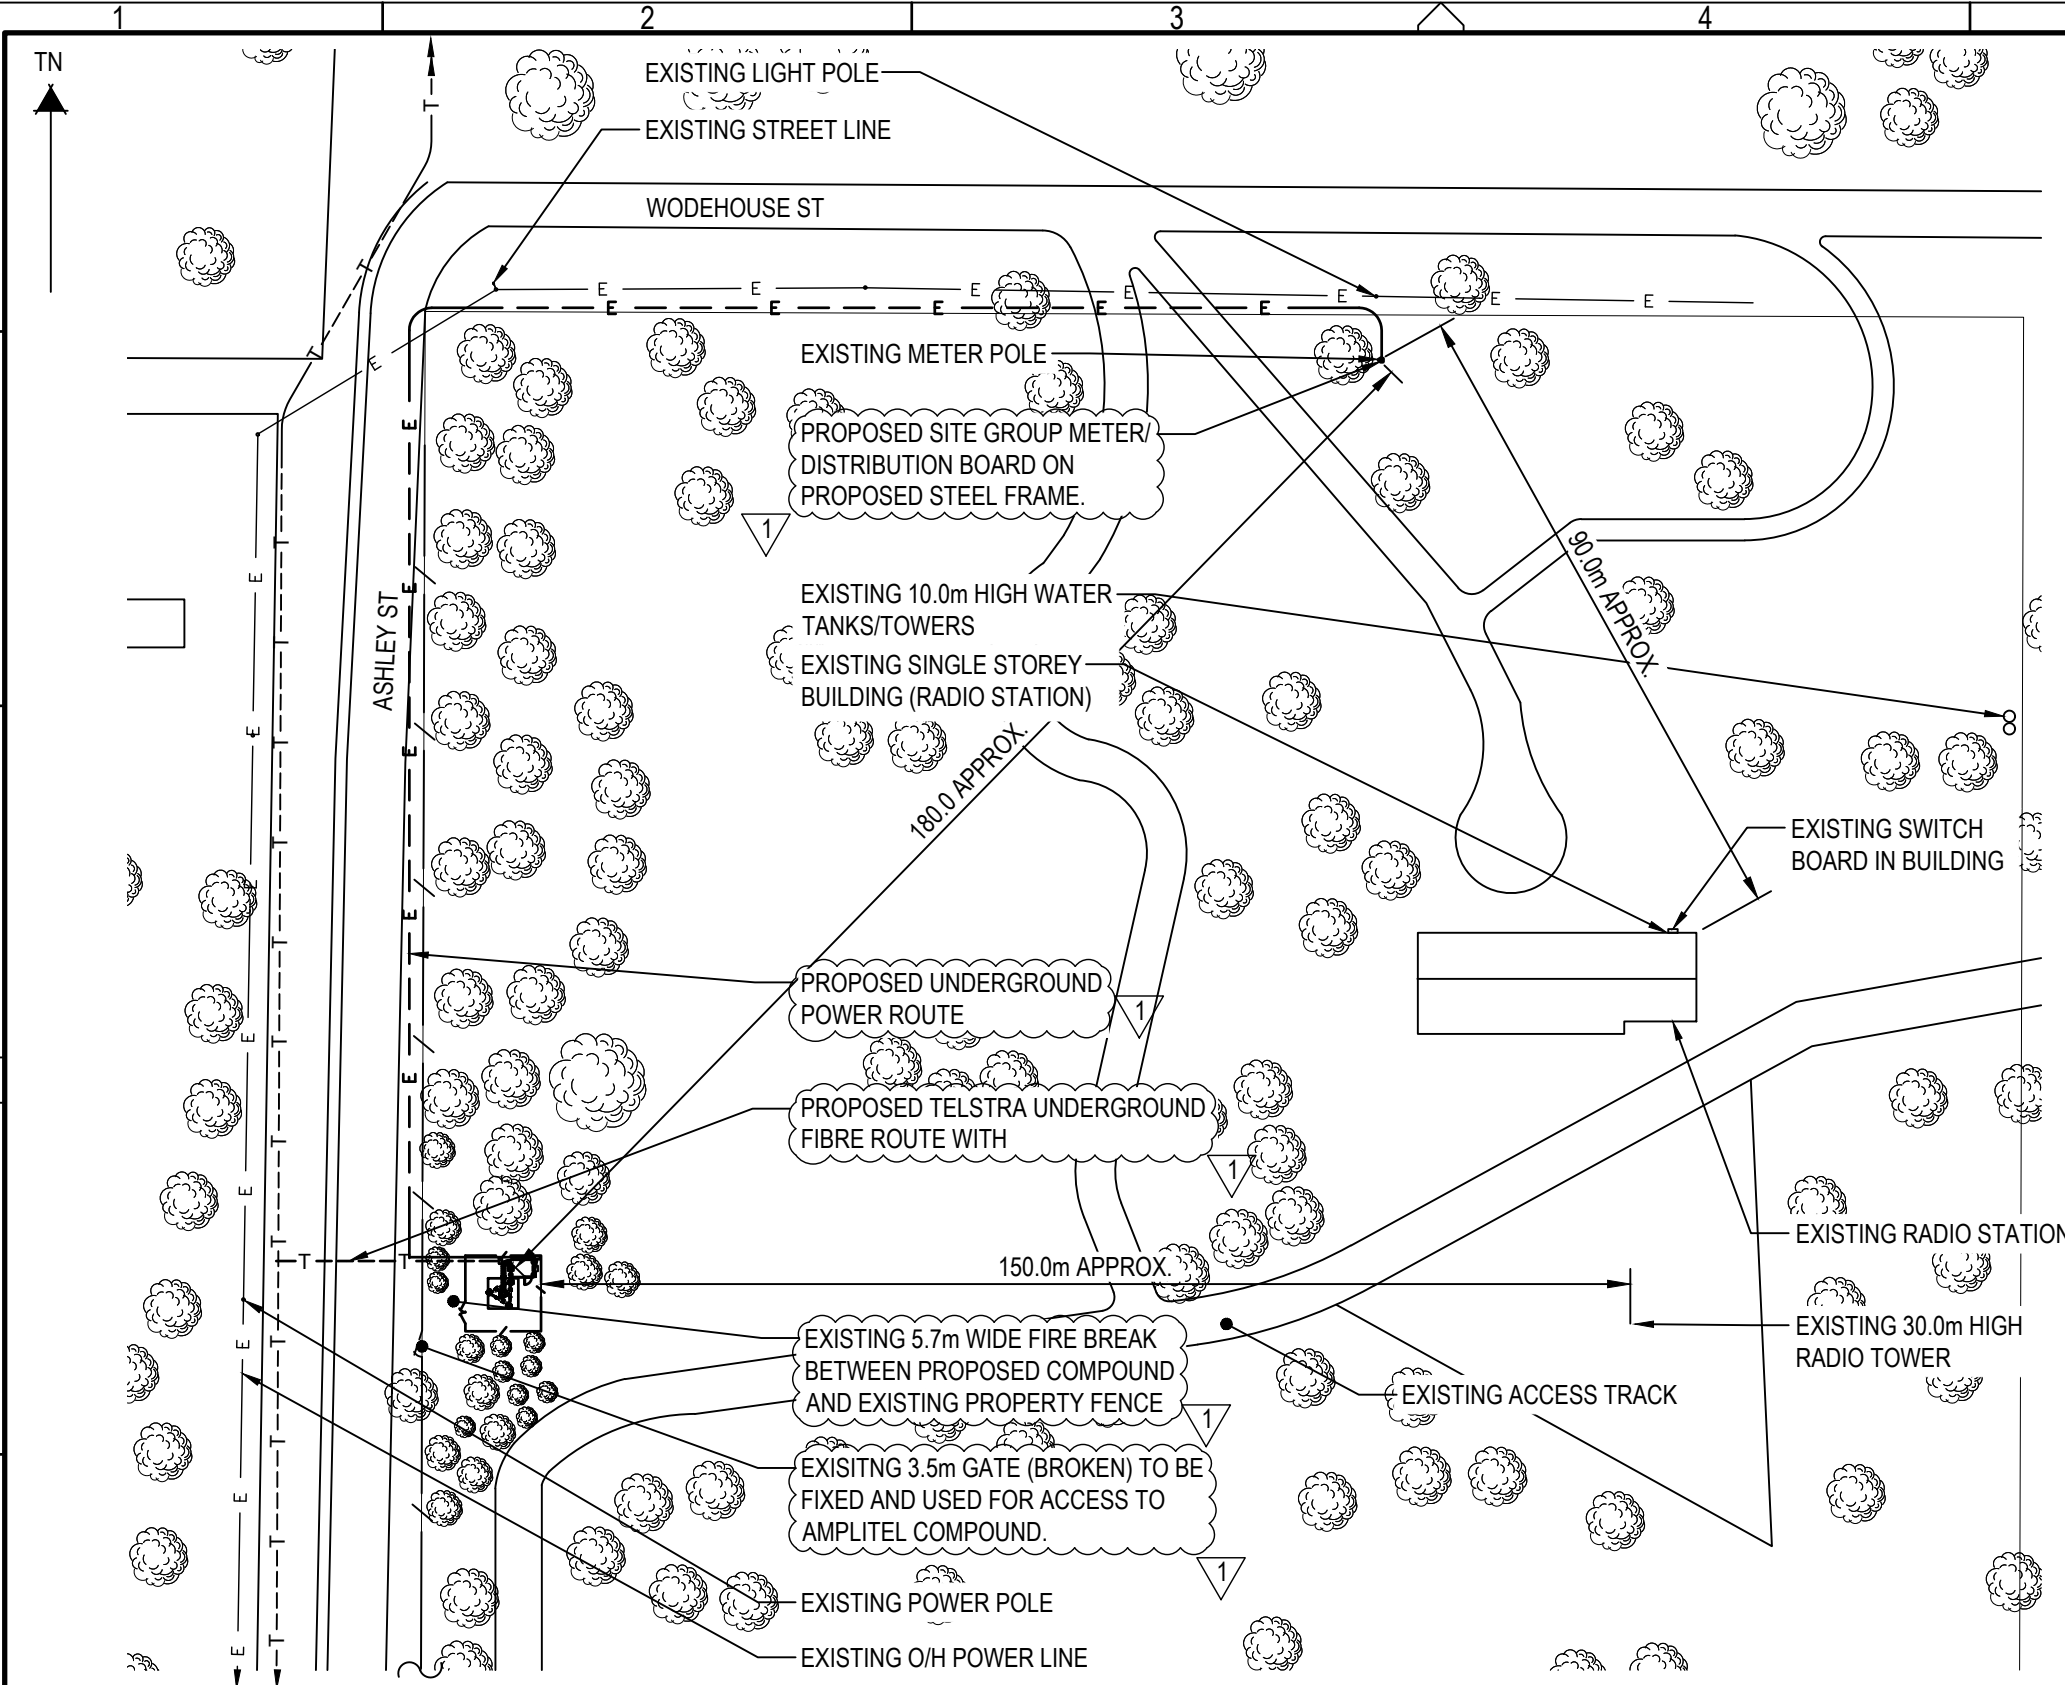 1
2
3
4
TN
EXISTING LIGHT POLE
EXISTING STREET LINE
WODEHOUSE ST
T
T
T
E
E
E
E
E
E
E
E
E
E
E
E
E
EXISTING METER POLE
PROPOSED SITE GROUP METER/
DISTRIBUTION BOARD ON
PROPOSED STEEL FRAME.
1
EXISTING 10.0m HIGH WATER
TANKS/TOWERS
90.0m APPROX.
ASHLEY ST
EXISTING SINGLE STOREY
BUILDING (RADIO STATION)
180.0 APPROX.
EXISTING SWITCH
BOARD IN BUILDING
PROPOSED UNDERGROUND
POWER ROUTE
1
PROPOSED TELSTRA UNDERGROUND
FIBRE ROUTE WITH
1
EXISTING RADIO STATION
150.0m APPROX.
T
T
EXISTING 30.0m HIGH
RADIO TOWER
EXISTING 5.7m WIDE FIRE BREAK
BETWEEN PROPOSED COMPOUND
AND EXISTING PROPERTY FENCE
1
EXISTING ACCESS TRACK
EXISITNG 3.5m GATE (BROKEN) TO BE
FIXED AND USED FOR ACCESS TO
AMPLITEL COMPOUND.
1
EXISTING POWER POLE
EXISTING O/H POWER LINE
E
E
E
E
E
E
E
E
E
E
E
E
E
T
T
T
T
T
T
T
T
T
T
T
T